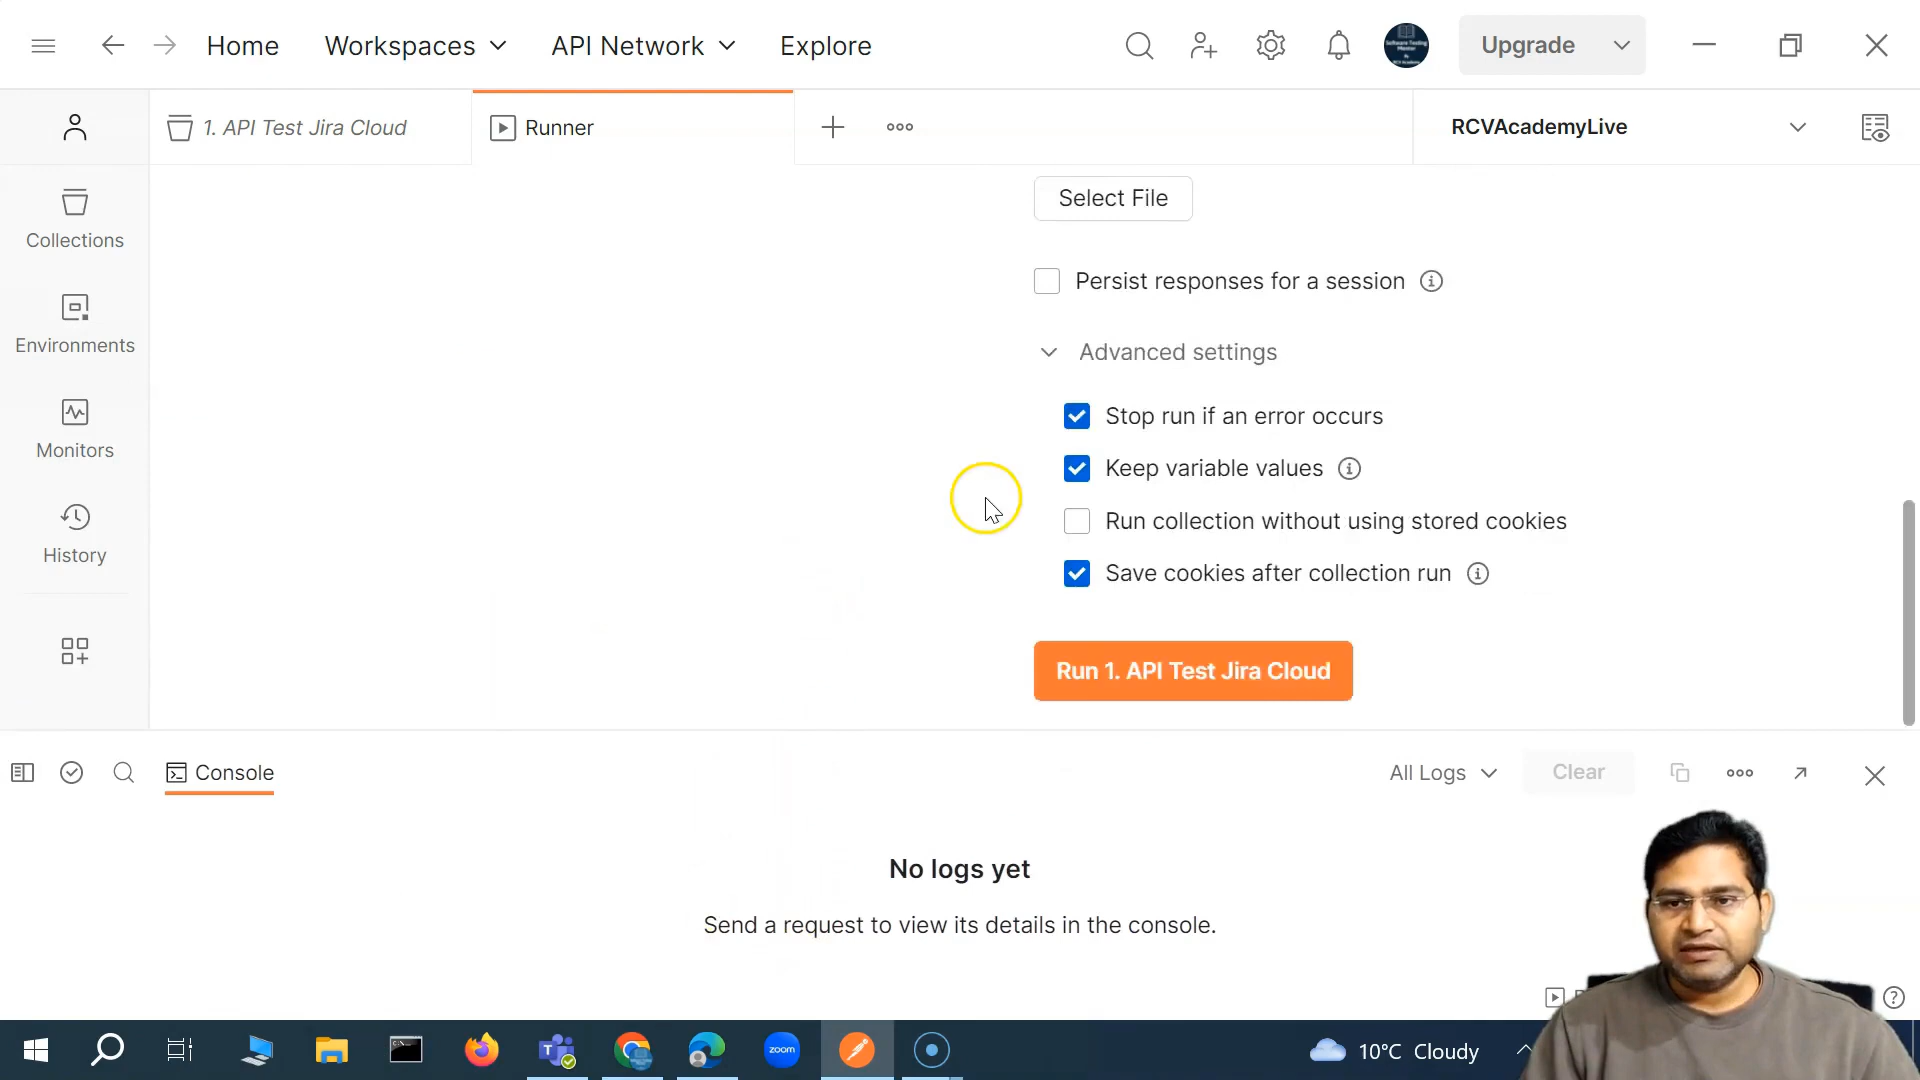 Home
Workspaces
API Network
Explore
Upgrade
1. API Test Jira Cloud
Runner
RCVAcademyLive
Collections
Environments
Monitors
History
Select File
Persist responses for a session
Advanced settings
Stop run if an error occurs
Keep variable values
Run collection without using stored cookies
Save cookies after collection run
Run 1. API Test Jira Cloud
Console
All Logs
Clear
No logs yet
Send a request to view its details in the console.
zoom
10°C Cloudy